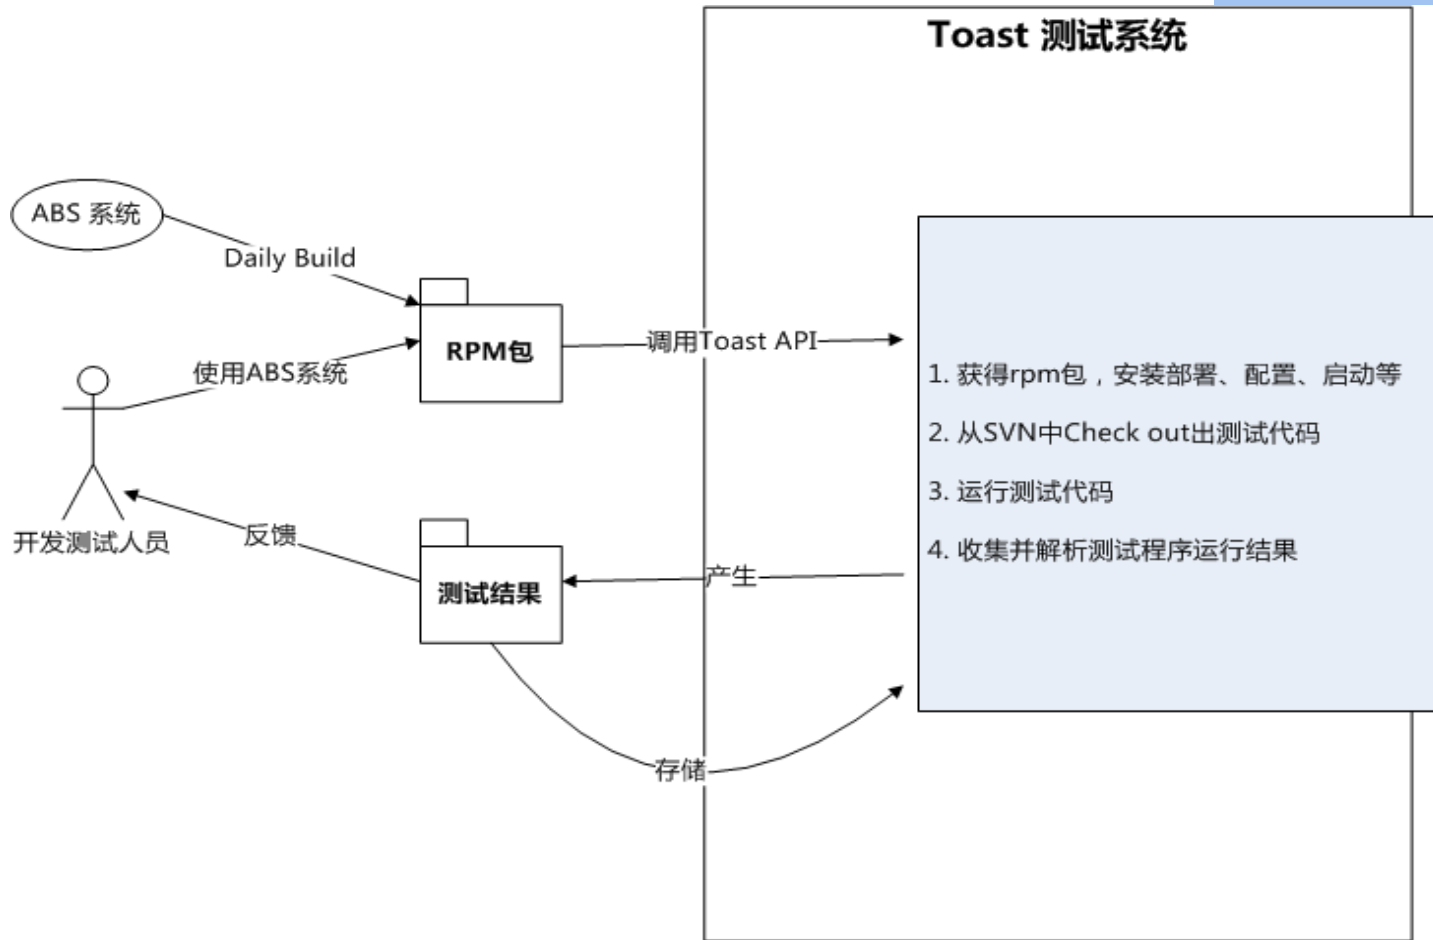 Toast 测试系统
ABS 系统
Daily Build
使用ABS系统
RPM包
调用Toast API
1. 获得rpm包，安装部署、配置、启动等
2. 从SVN中Check out出测试代码
3. 运行测试代码
4. 收集并解析测试程序运行结果
开发测试人员
反馈
测试结果
产生
存储